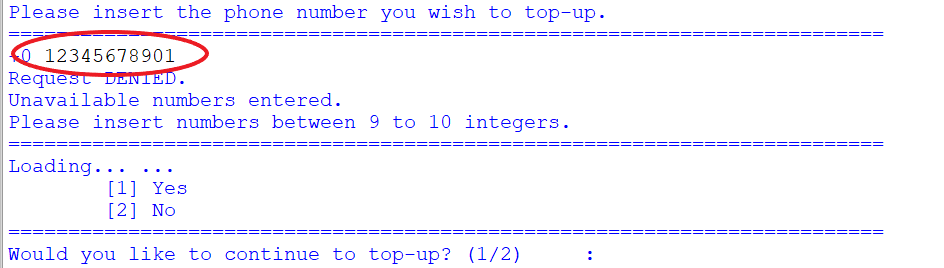 Please insert the phone number you wish to top-up.
=========================================================================
+0 12345678901
Request DENIED.
Unavailable numbers entered.
Please insert numbers between 9 to 10 integers.
=========================================================================
Loading... ...
[1] Yes
[2] No
=========================================================================
Would you like to continue to top-up? (1/2) :